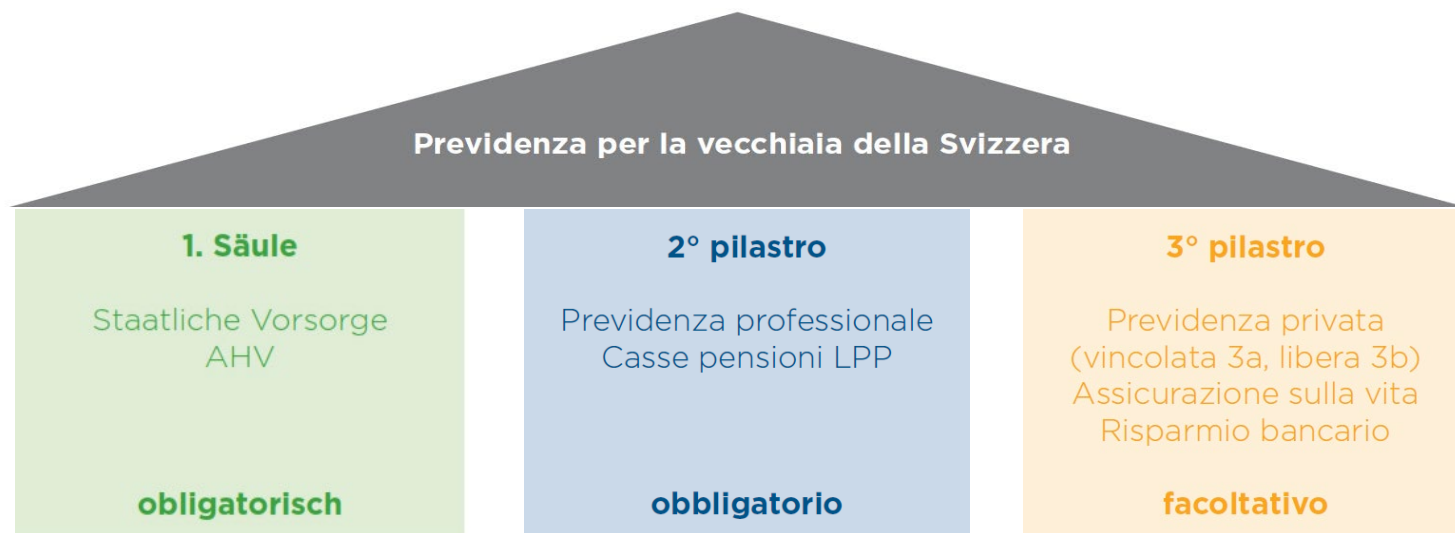 Previdenza per la vecchiaia della Svizzera
1. Säule
Staatliche Vorsorge
AHV
obligatorisch
2° pilastro
Previdenza professionale
Casse pensioni LPP
obbligatorio
3° pilastro
Previdenza privata
(vincolata 3a, libera 3b)
Assicurazione sulla vita
Risparmio bancario
facoltativo